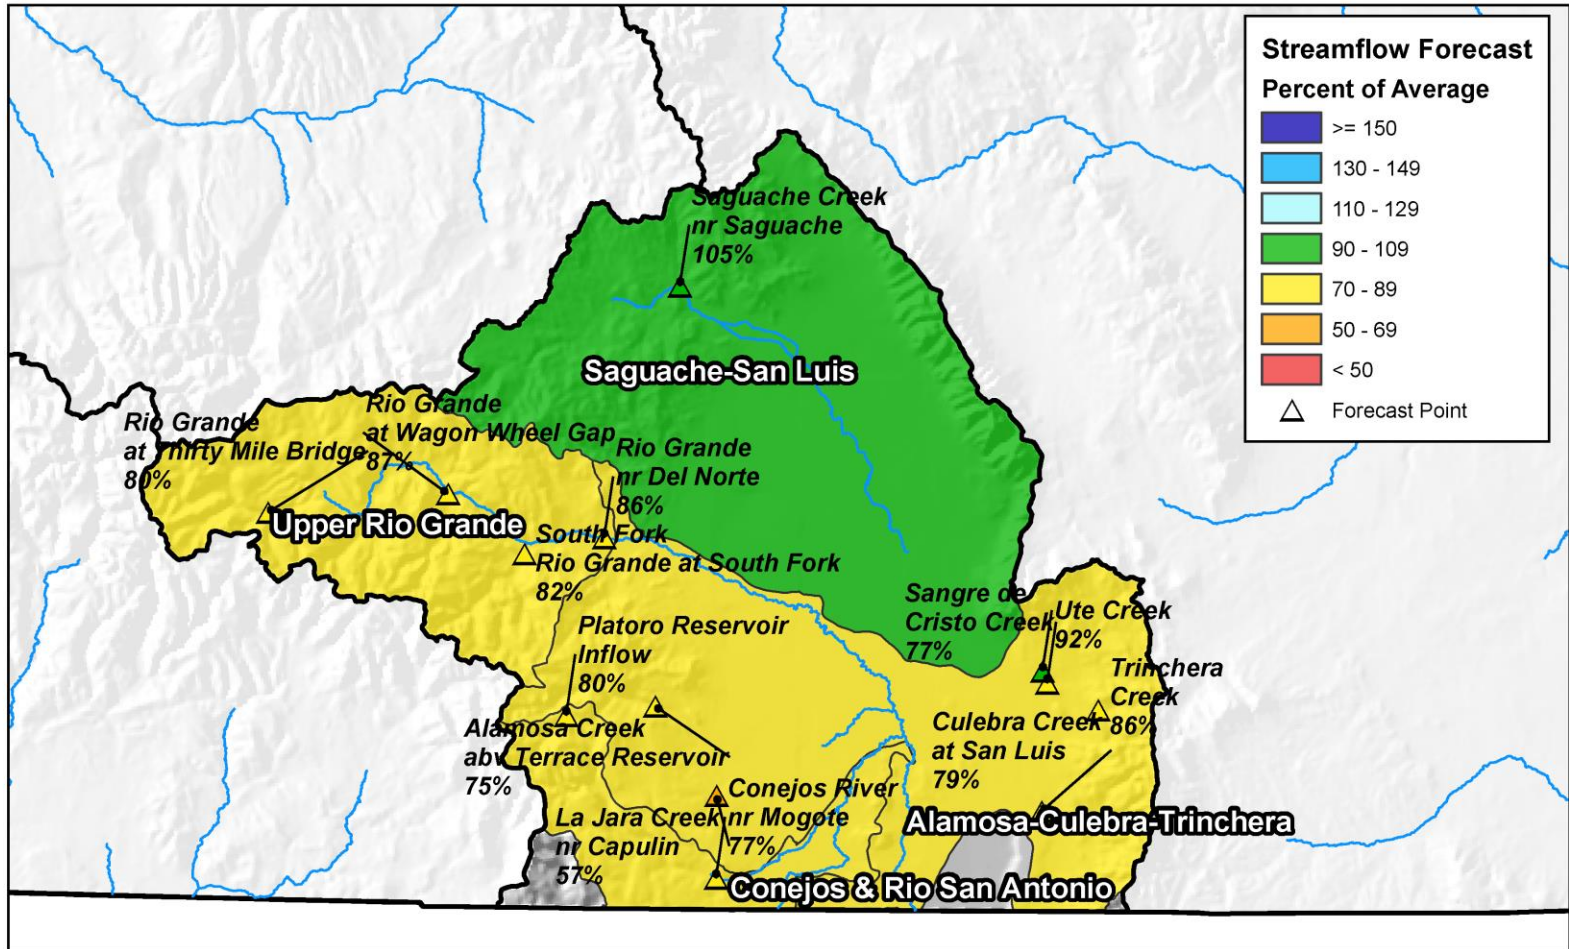 Streamflow Forecast
Percent of Average
>= 150
130 - 149
110 - 129
90 - 109
70 - 89
50 - 69
< 50
Forecast Point
Saguache Creek
nr Saguache
105%
Saguache-San Luis
Rio Grande
at Thirty Mile Bridge
80%
Rio Grande
at Wagon Wheel Gap
87%
Rio Grande
nr Del Norte
86%
Upper Rio Grande
South Fork
Rio Grande at South Fork
82%
Sangre de
Cristo Creek
77%
Ute Creek
92%
Platoro Reservoir
Inflow
80%
Trinchera
Creek
86%
Alamosa Creek
abv Terrace Reservoir
75%
Culebra Creek
at San Luis
79%
Conejos River
nr Mogote
77%
La Jara Creek
nr Capulin
57%
Alamosa-Culebra-Trinchera
Conejos & Rio San Antonio